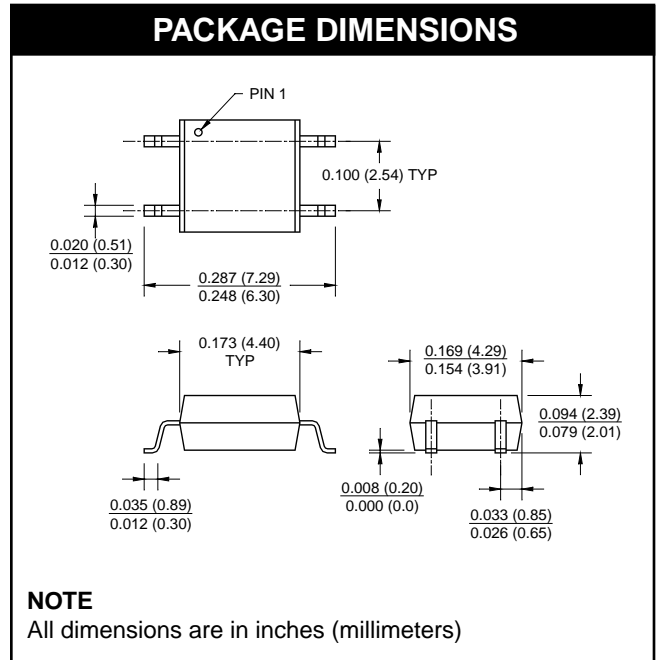 PACKAGE DIMENSIONS
PIN 1
0.100 (2.54) TYP
0.020 (0.51)
0.012 (0.30)
0.287 (7.29)
0.248 (6.30)
0.173 (4.40)
TYP
0.169 (4.29)
0.154 (3.91)
0.094 (2.39)
0.079 (2.01)
0.035 (0.89)
0.012 (0.30)
0.008 (0.20)
0.000 (0.0)
0.033 (0.85)
0.026 (0.65)
NOTE
All dimensions are in inches (millimeters)